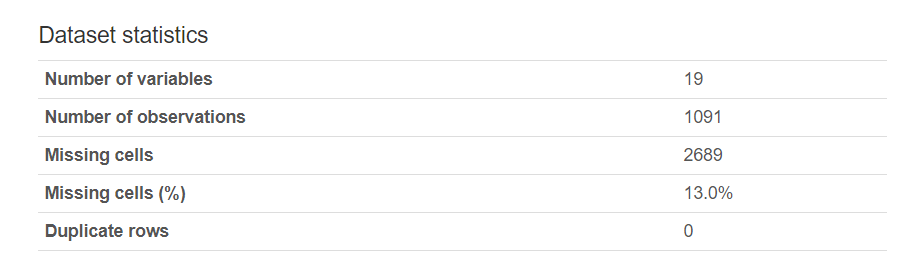 Dataset statistics
Number of variables 19
Number of observations 1091
Missing cells 2689
Missing cells (%) 13.0%
Duplicate rows 0